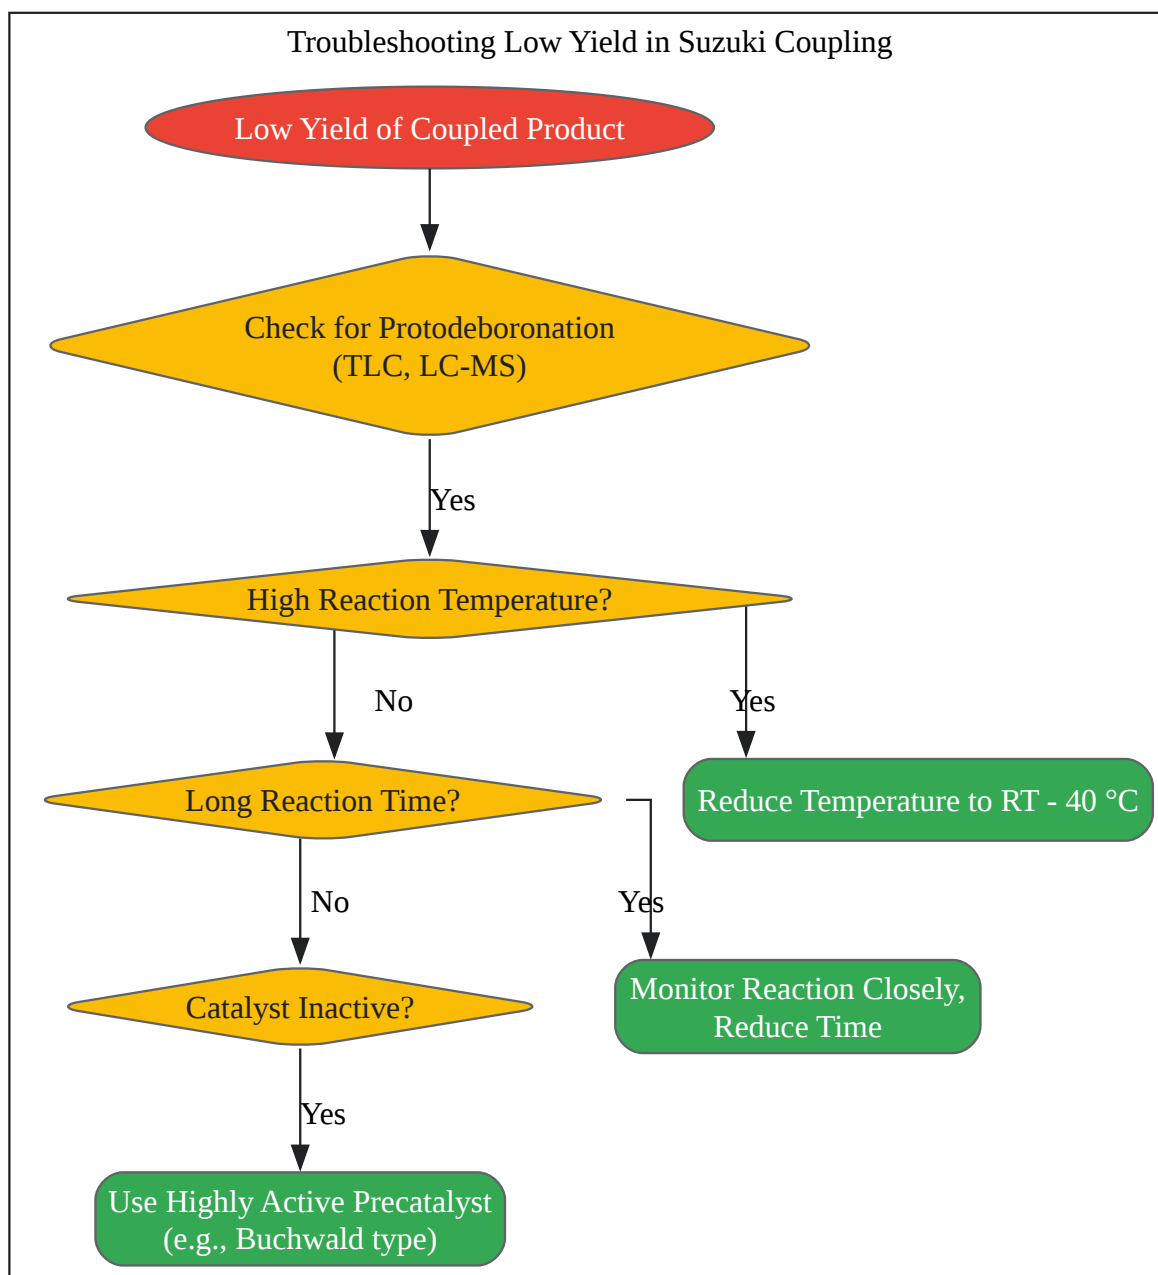 Troubleshooting Low Yield in Suzuki Coupling
Low Yield of Coupled Product
Check for Protodeboronation
(TLC, LC-MS)
Yes
High Reaction Temperature?
No
Yes
Long Reaction Time?
Reduce Temperature to RT - 40 °C
No
Yes
Catalyst Inactive?
Monitor Reaction Closely,
Reduce Time
Yes
Use Highly Active Precatalyst
(e.g., Buchwald type)